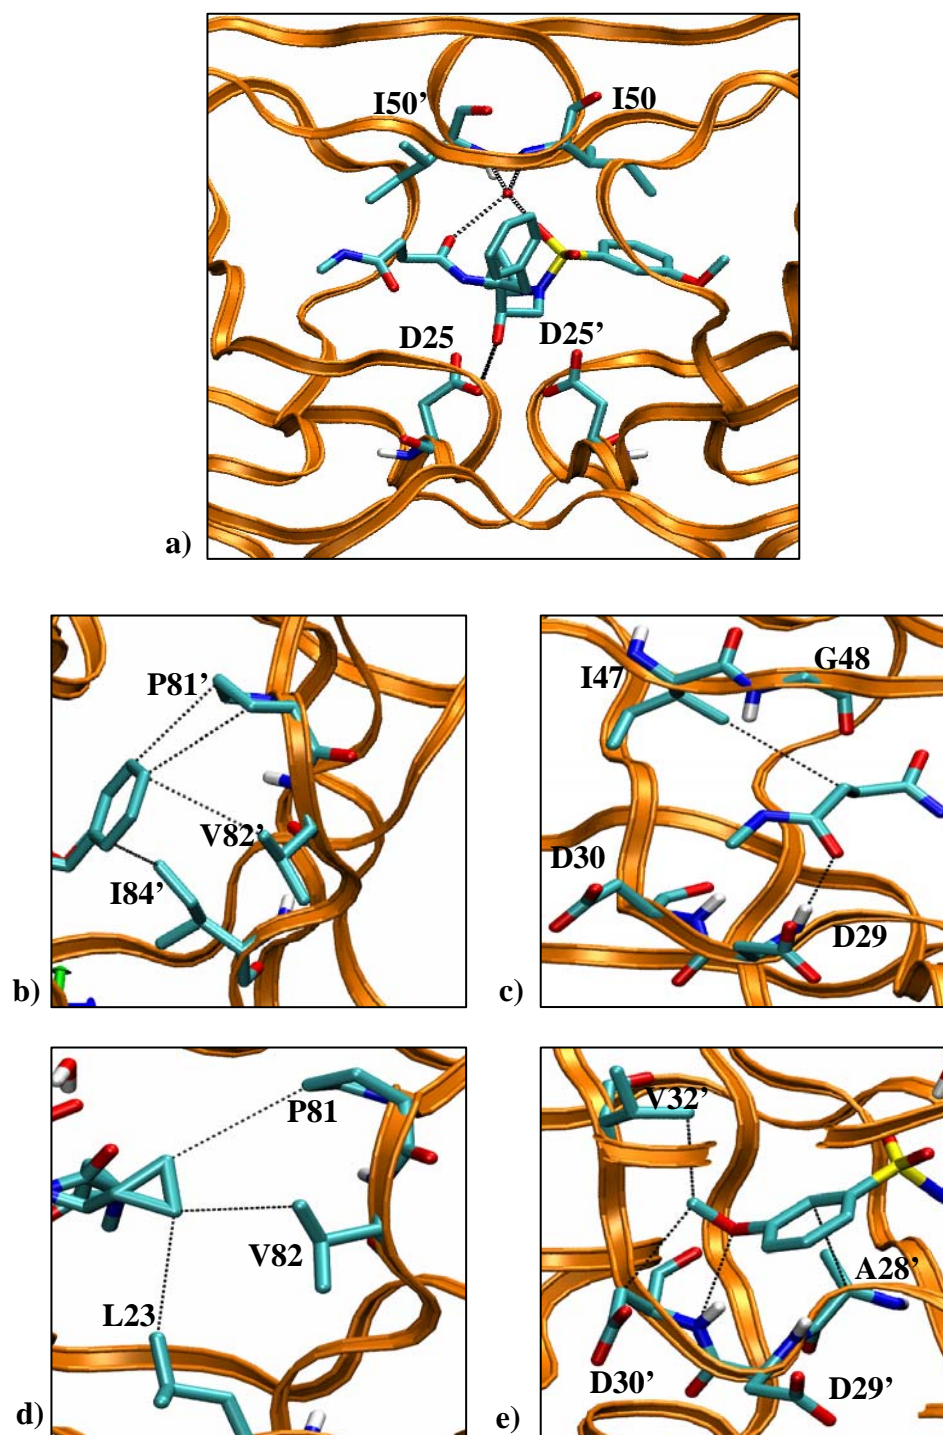 I50’ I50
D25 D25’
a)
P81’
V82’
I84’
b)
I47 G48
D30
D29
c)
P81
V82
L23
d)
V32’
A28’
D30’ D29’
e)